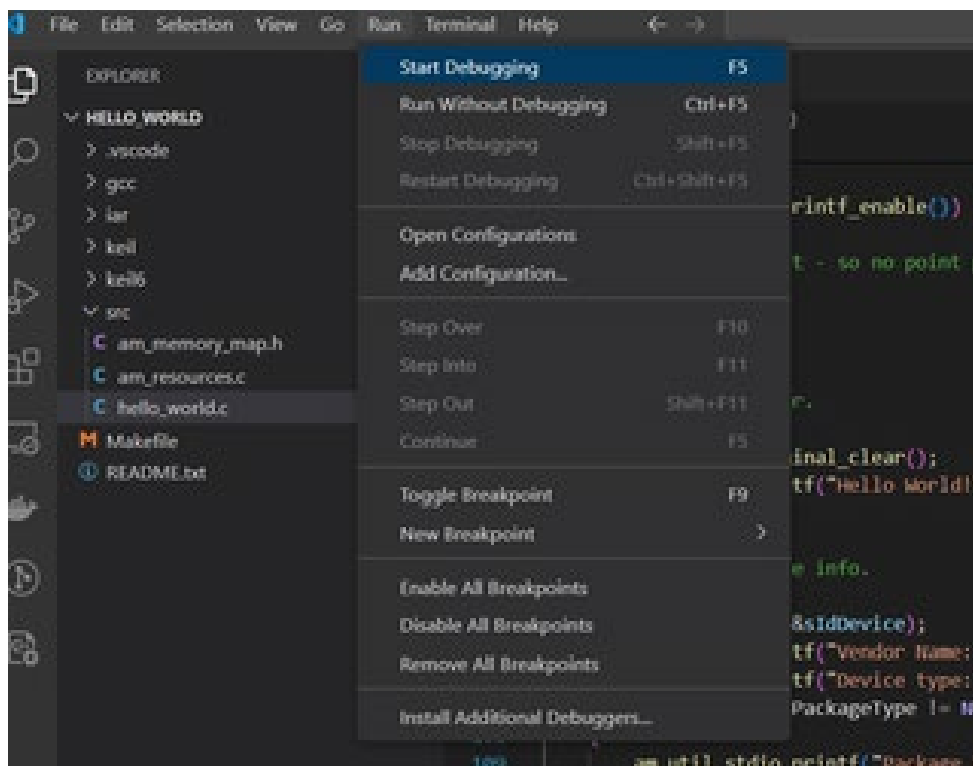 File Edit Selection View Go Run Terminal Help
EXPLORER
HELLO_WORLD
.vscode
gcc
iar
keil
keil6
src
C am_memory_map.h
C am_resources.c
C hello_world.c
M Makefile
README.txt
Start Debugging F5
Run Without Debugging Ctrl+F5
Stop Debugging Shift+F5
Restart Debugging Ctrl+Shift+F5
Open Configurations
Add Configuration...
Step Over F10
Step Into F11
Step Out Shift+F11
Continue F5
Toggle Breakpoint F9
New Breakpoint
Enable All Breakpoints
Disable All Breakpoints
Remove All Breakpoints
Install Additional Debuggers...
)
rintf_enable())
t - so no point
r.
inal_clear();
tf("Hello World!
e info.
&sIdDevice);
tf("Vendor Name:
tf("Device type:
PackageType != N
109 am_util_stdio_printf("Package